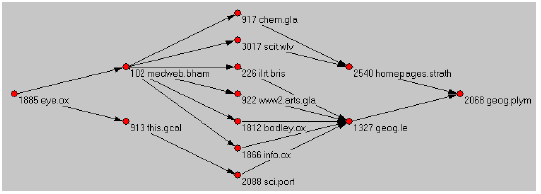 917 chem.gla
3017 scit.wlv
102 medweb.bham
226 ilrt.bris
2540 homepages.strath
1885 eye.ox
922 www2.arts.gla
2068 geog.plym
913 this.gcal
1812 bodley.ox
1327 geog.le
1866 info.ox
2088 sci.port